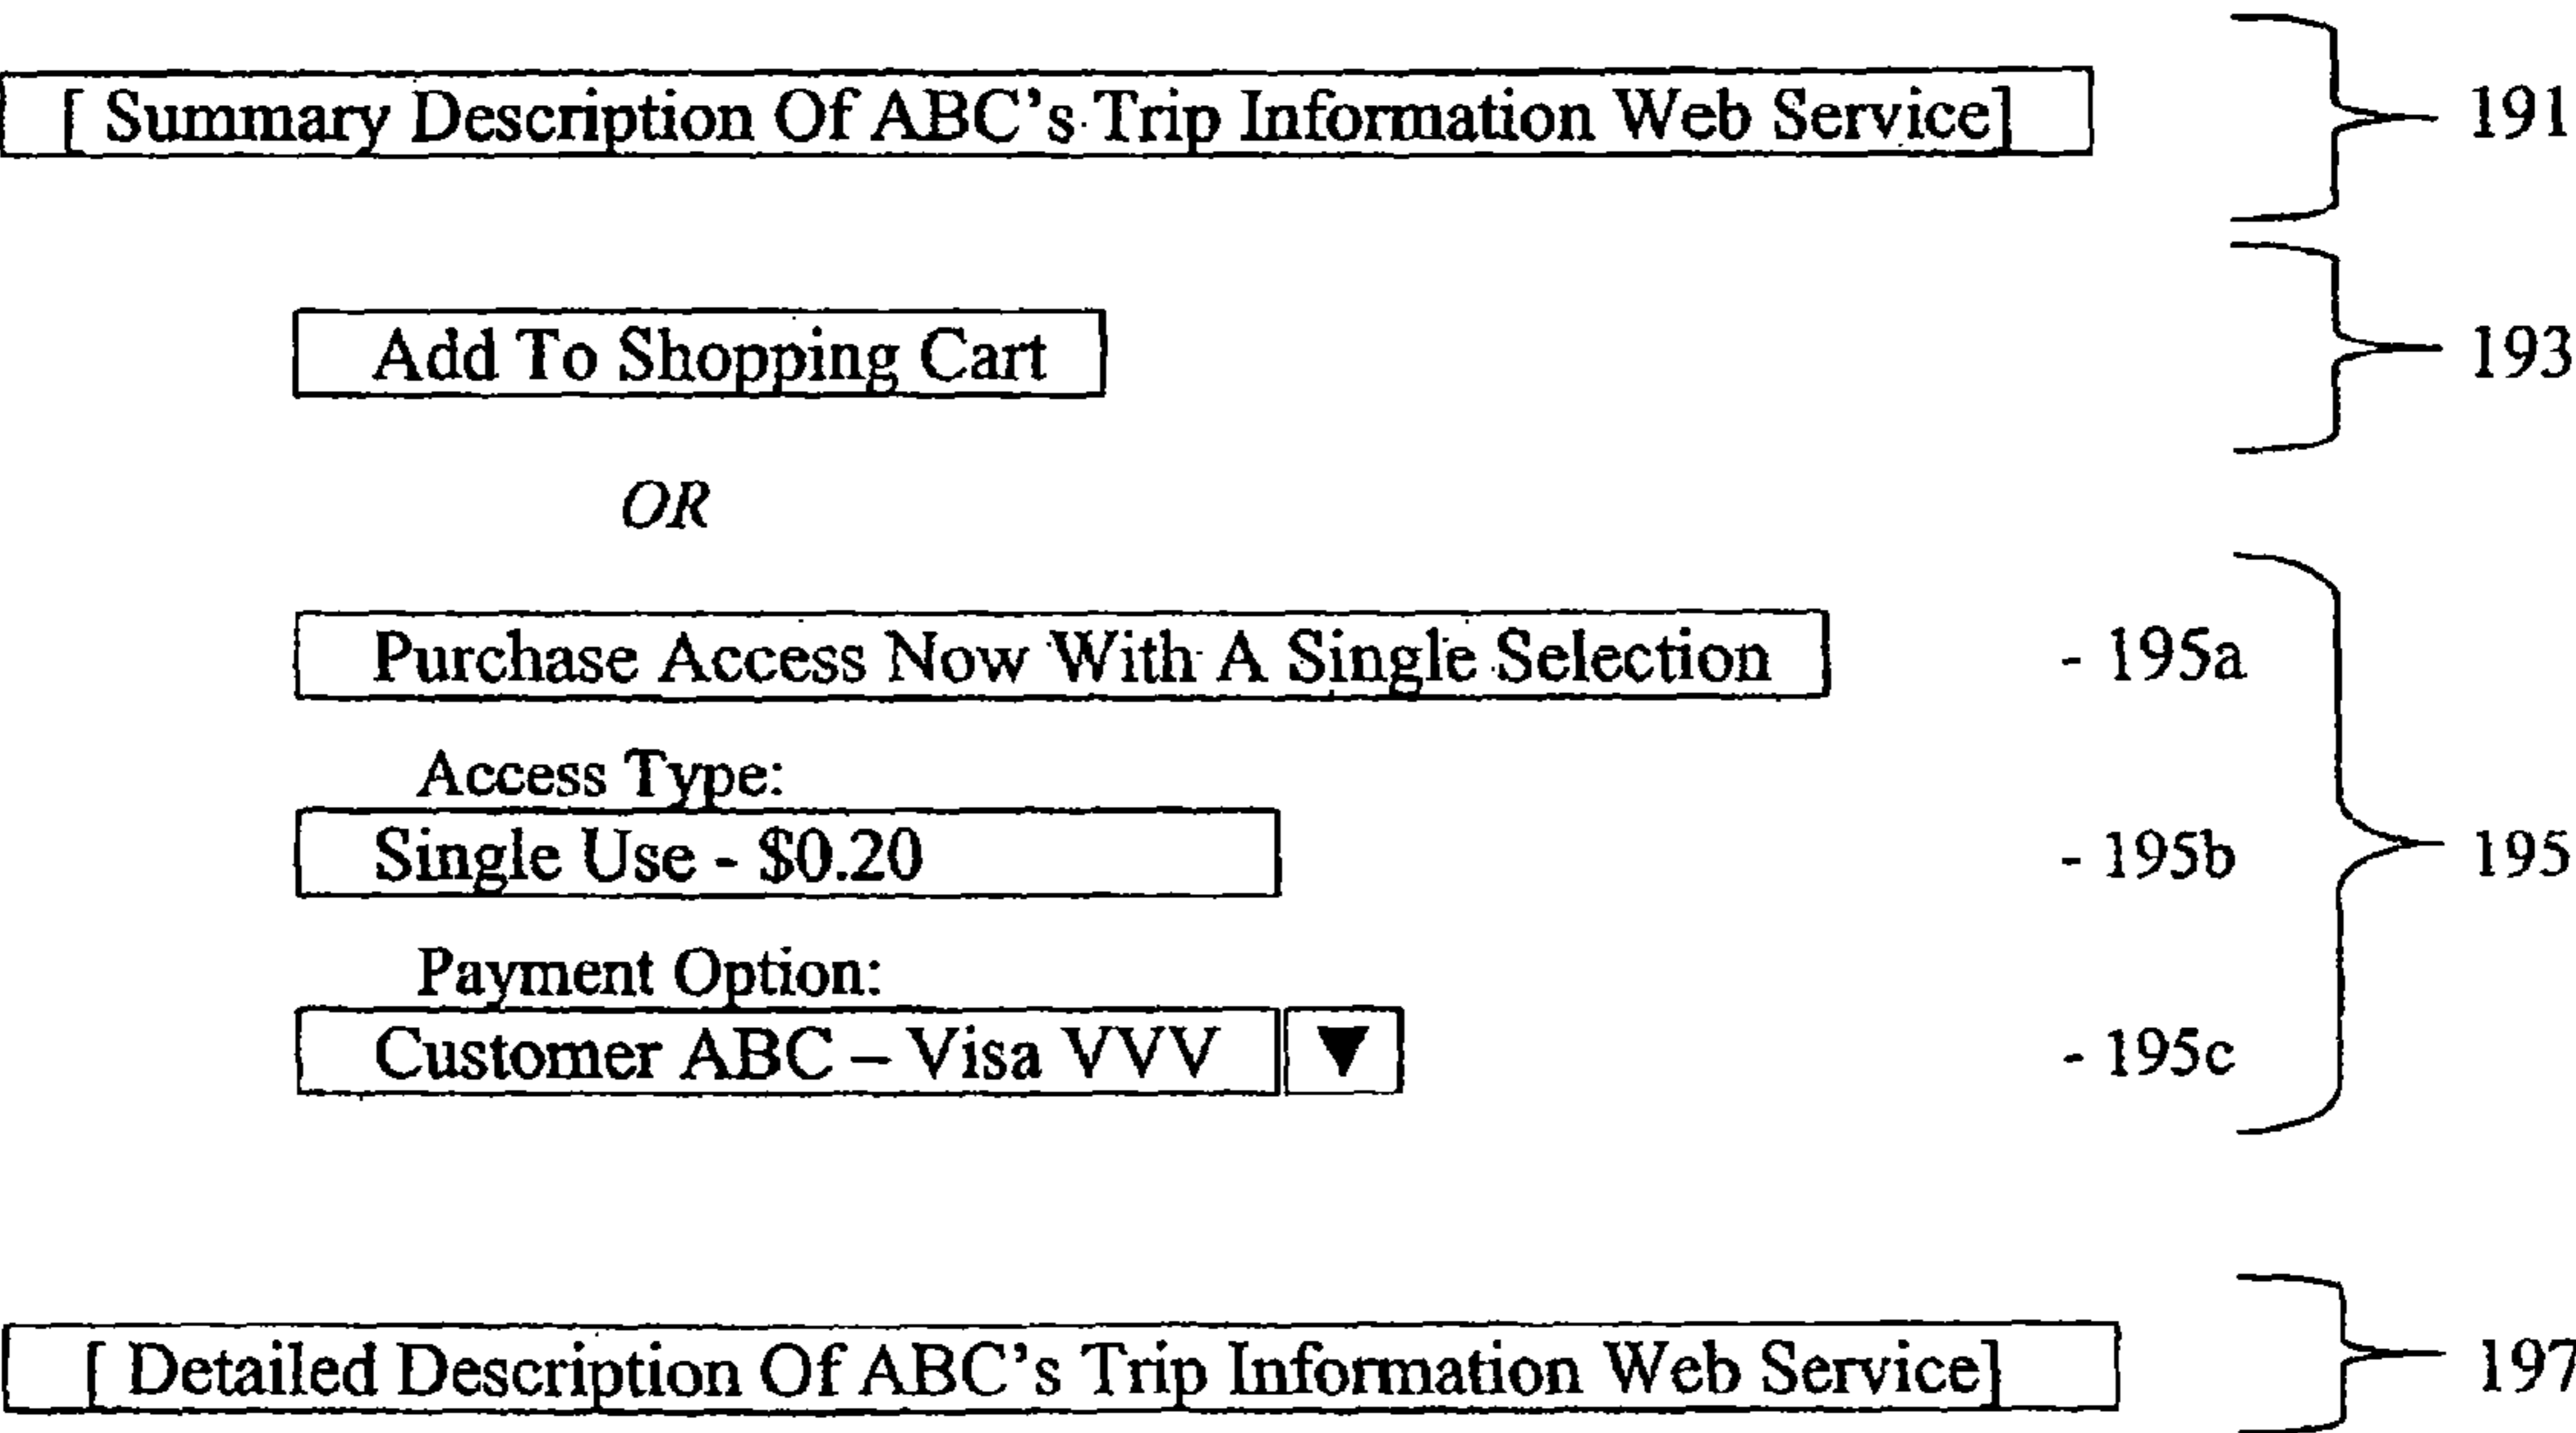 [ Summary Description Of ABC's Trip Information Web Service] 191
Add To Shopping Cart 193
OR
Purchase Access Now With A Single Selection - 195a
Access Type:
Single Use - $0.20 - 195b 195
Payment Option:
Customer ABC – Visa VVV ▼ - 195c
[ Detailed Description Of ABC's Trip Information Web Service] 197